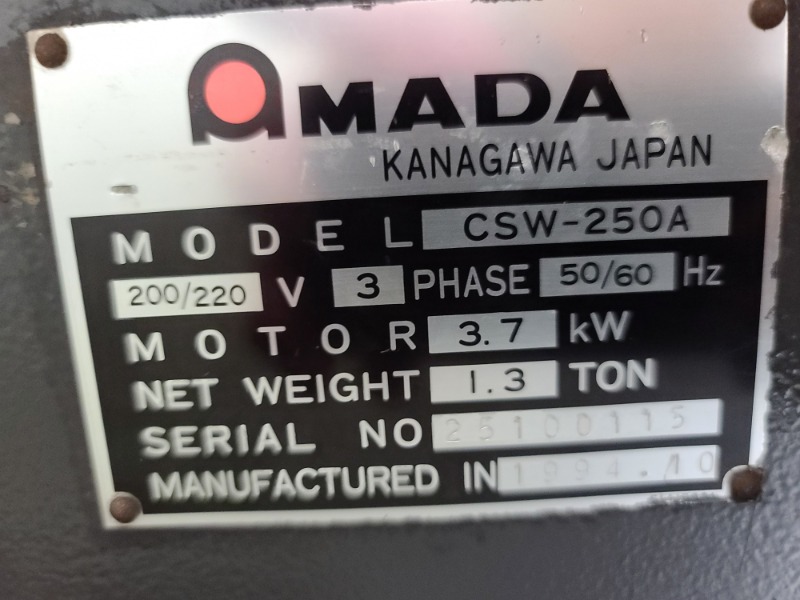 AMADA
KANAGAWA JAPAN
MODEL CSW-250A
200/220 V 3 PHASE 50/60 Hz
MOTOR 3.7 kW
NET WEIGHT 1.3 TON
SERIAL NO 25100115
MANUFACTURED IN 1994.10